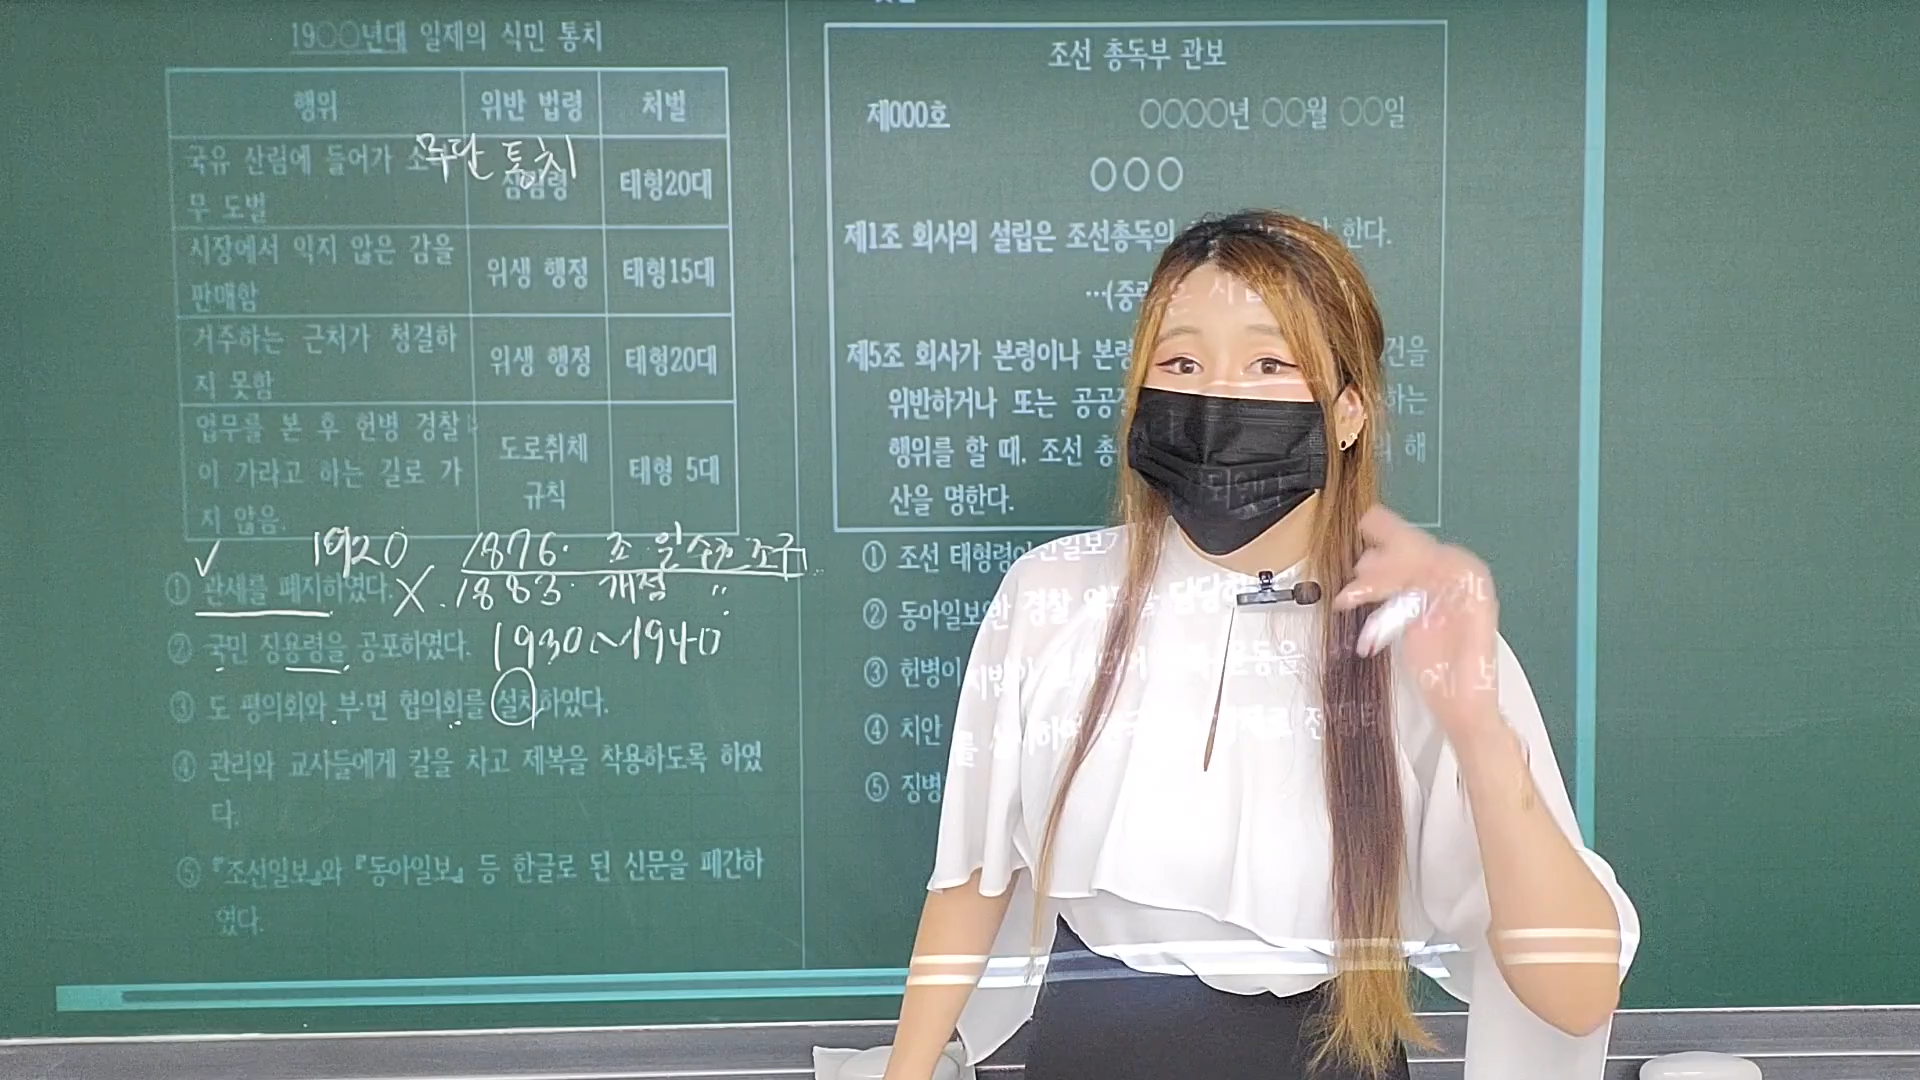 19○○년대 일제의 식민 통치
행위 위반 법령 처벌
무단 통치
국유 산림에 들어가 소
무 도벌
삼림령 태형20대
시장에서 익지 않은 감을
판매함
위생 행정 태형15대
거주하는 근처가 청결하
지 못함
위생 행정 태형20대
업무를 본 후 헌병 경찰
이 가라고 하는 길로 가
지 않음.
도로취체
규칙
태형 5대
1920 1876. 조·일수호조규
① 관세를 폐지하였다. X 1883. 개정 〃
② 국민 징용령을 공포하였다. 1930~1940
③ 도 평의회와 부·면 협의회를 설치하였다.
④ 관리와 교사들에게 칼을 차고 제복을 착용하도록 하였
다.
⑤ 『조선일보』와 『동아일보』 등 한글로 된 신문을 폐간하
였다.
조선 총독부 관보
제000호 ○○○○년 ○○월 ○○일
○○○
제1조 회사의 설립은 조선총독의 한다.
…(중
제5조 회사가 본령이나 본령 건을
위반하거나 또는 공공 하는
행위를 할 때, 조선 총 해
산을 명한다.
① 조선 태형령
② 동아일보
③ 헌병이
④ 치안
⑤ 징병